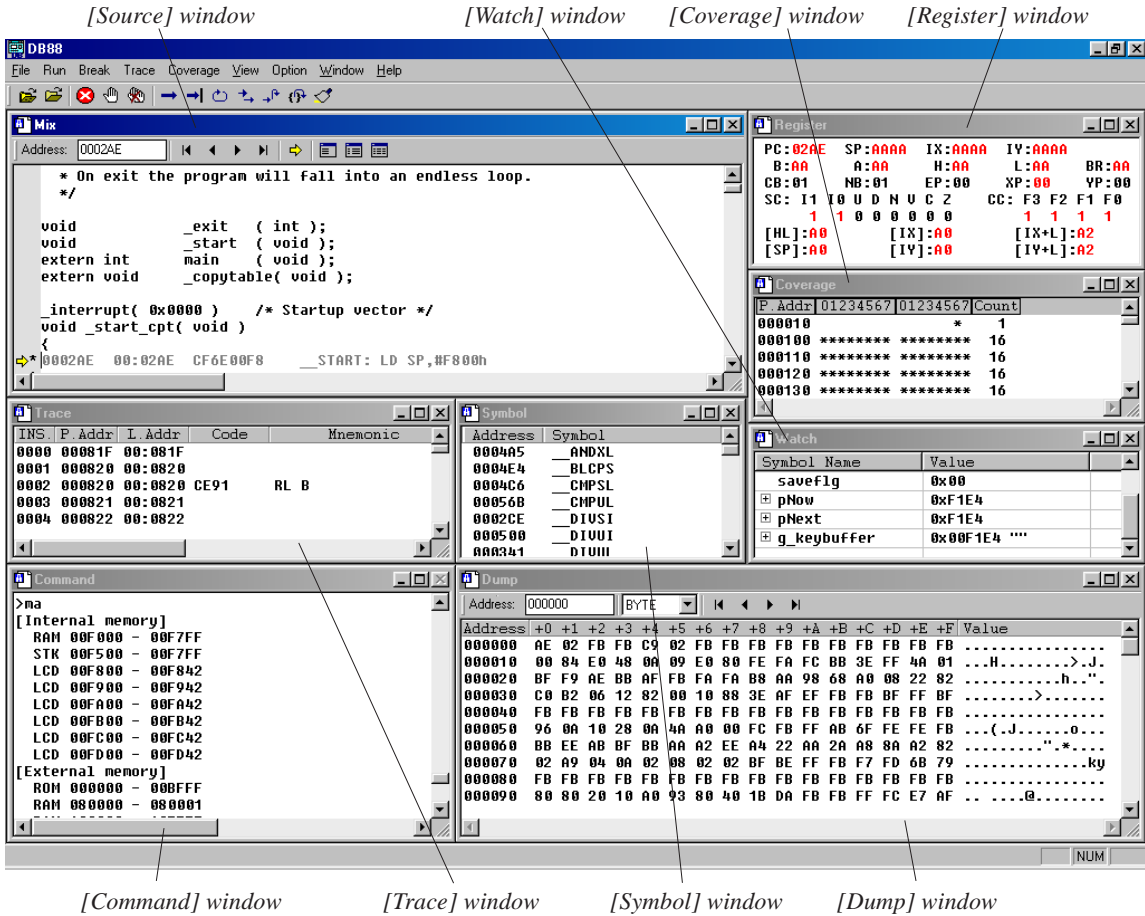 [Source] window [Watch] window [Coverage] window [Register] window
DB88
File Run Break Trace Coverage View Option Window Help
Mix
Address: 0002AE
* On exit the program will fall into an endless loop.
*/
void _exit ( int );
void _start ( void );
extern int main ( void );
extern void _copytable( void );
_interrupt( 0x0000 ) /* Startup vector */
void _start_cpt( void )
{
* 0002AE 00:02AE CF6E00F8 __START: LD SP,#F800h
Register
PC:02AE SP:AAAA IX:AAAA IY:AAAA
B:AA A:AA H:AA L:AA BR:AA
CB:01 NB:01 EP:00 XP:00 YP:00
SC: I1 I0 U D N V C Z CC: F3 F2 F1 F0
1 1 0 0 0 0 0 0 1 1 1 1
[HL]:A0 [IX]:A0 [IX+L]:A2
[SP]:A0 [IY]:A0 [IY+L]:A2
Coverage
P.Addr 01234567 01234567 Count
000010 * 1
000100 ******** ******** 16
000110 ******** ******** 16
000120 ******** ******** 16
000130 ******** ******** 16
Trace
INS. P.Addr L.Addr Code Mnemonic
0000 00081F 00:081F
0001 000820 00:0820
0002 000820 00:0820 CE91 RL B
0003 000821 00:0821
0004 000822 00:0822
Symbol
Address Symbol
0004A5 __ANDXL
0004E4 __BLCPS
0004C6 __CMPSL
00056B __CMPUL
0002CE __DIVSI
000500 __DIVUI
000341
Watch
Symbol Name Value
saveflg 0x00
pNow 0xF1E4
pNext 0xF1E4
g_keybuffer 0x00F1E4 ""
Command
>ma
[Internal memory]
RAM 00F000 - 00F7FF
STK 00F500 - 00F7FF
LCD 00F800 - 00F842
LCD 00F900 - 00F942
LCD 00FA00 - 00FA42
LCD 00FB00 - 00FB42
LCD 00FC00 - 00FC42
LCD 00FD00 - 00FD42
[External memory]
ROM 000000 - 00BFFF
RAM 080000 - 080001
Dump
Address: 000000 BYTE
Address +0 +1 +2 +3 +4 +5 +6 +7 +8 +9 +A +B +C +D +E +F Value
000000 AE 02 FB FB C9 02 FB FB FB FB FB FB FB FB FB FB ................
000010 00 84 E0 48 0A 09 E0 80 FE FA FC BB 3E FF 4A 01 ...H........>.J.
000020 BF F9 AE BB AF FB FA FA B8 AA 98 68 A0 08 22 82 ...........h..".
000030 C0 B2 06 12 82 00 10 88 3E AF EF FB FB BF FF BF ........>.......
000040 FB FB FB FB FB FB FB FB FB FB FB FB FB FB FB FB ................
000050 96 0A 10 28 0A 4A A0 00 FC FB FF AB 6F FE FE FB ...(.J......o...
000060 BB EE AB BF BB AA A2 EE A4 22 AA 2A A8 8A A2 82 .........".*....
000070 02 A9 04 0A 02 08 02 02 BF BE FF FB F7 FD 6B 79 ..............ky
000080 FB FB FB FB FB FB FB FB FB FB FB FB FB FB FB FB ................
000090 80 80 20 10 A0 93 80 40 1B DA FB FB FF FC E7 AF .. ....@........
NUM
[Command] window [Trace] window [Symbol] window [Dump] window